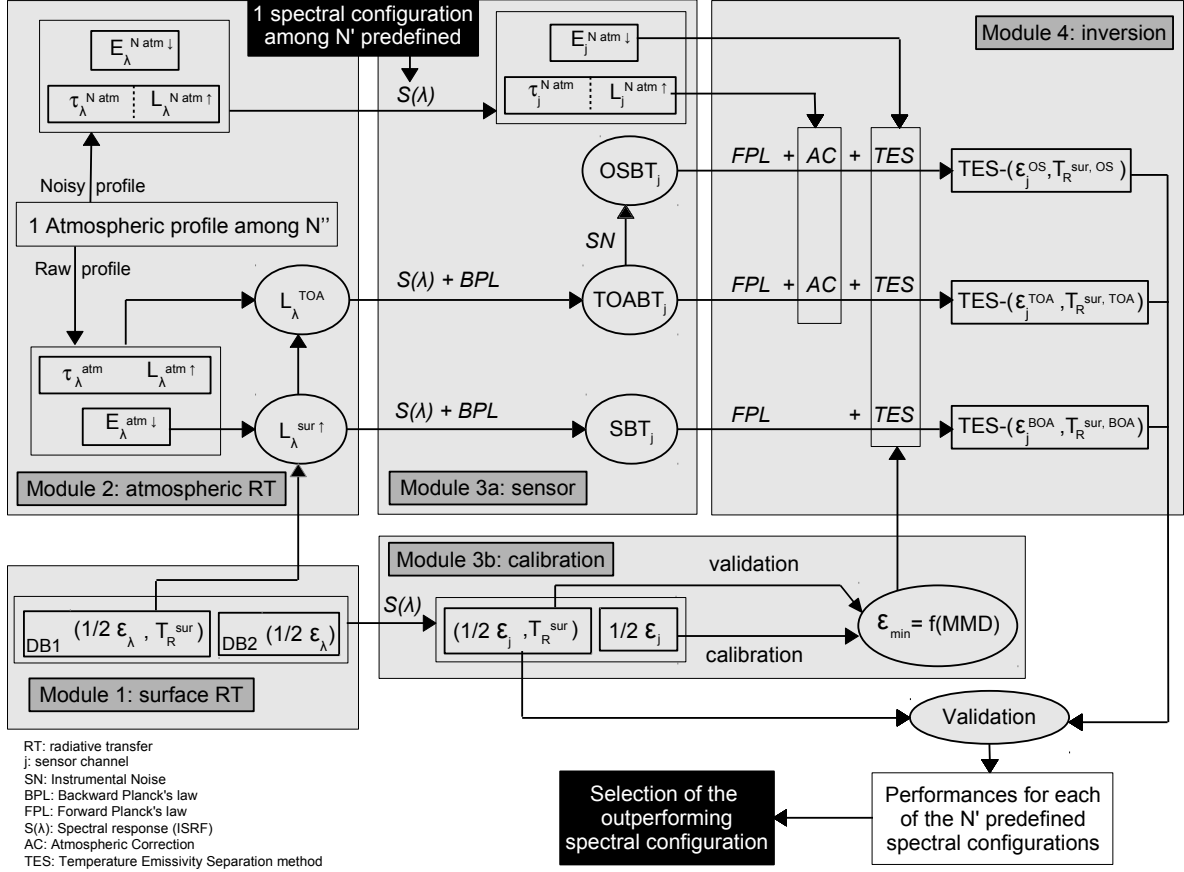 1 spectral configuration
among N' predefined
Module 4: inversion
E_λ^N atm ↓
τ_λ^N atm L_λ^N atm ↑
S(λ)
E_j^N atm ↓
τ_j^N atm L_j^N atm ↑
Noisy profile
1 Atmospheric profile among N''
Raw profile
OSBT_j
FPL + AC + TES
TES-(ε_j^OS, T_R^sur, OS)
SN
L_λ^TOA
S(λ) + BPL
TOABT_j
FPL + AC + TES
TES-(ε_j^TOA, T_R^sur, TOA)
τ_λ^atm L_λ^atm ↑
E_λ^atm ↓
L_λ^sur ↑
S(λ) + BPL
SBT_j
FPL + TES
TES-(ε_j^BOA, T_R^sur, BOA)
Module 2: atmospheric RT
Module 3a: sensor
Module 3b: calibration
validation
DB1 (1/2 ε_λ , T_R^sur)
DB2 (1/2 ε_λ)
S(λ)
(1/2 ε_j , T_R^sur)
1/2 ε_j
calibration
ε_min = f(MMD)
Module 1: surface RT
Validation
RT: radiative transfer
j: sensor channel
SN: Instrumental Noise
BPL: Backward Planck's law
FPL: Forward Planck's law
S(λ): Spectral response (ISRF)
AC: Atmospheric Correction
TES: Temperature Emissivity Separation method
Selection of the
outperforming
spectral configuration
Performances for each
of the N' predefined
spectral configurations